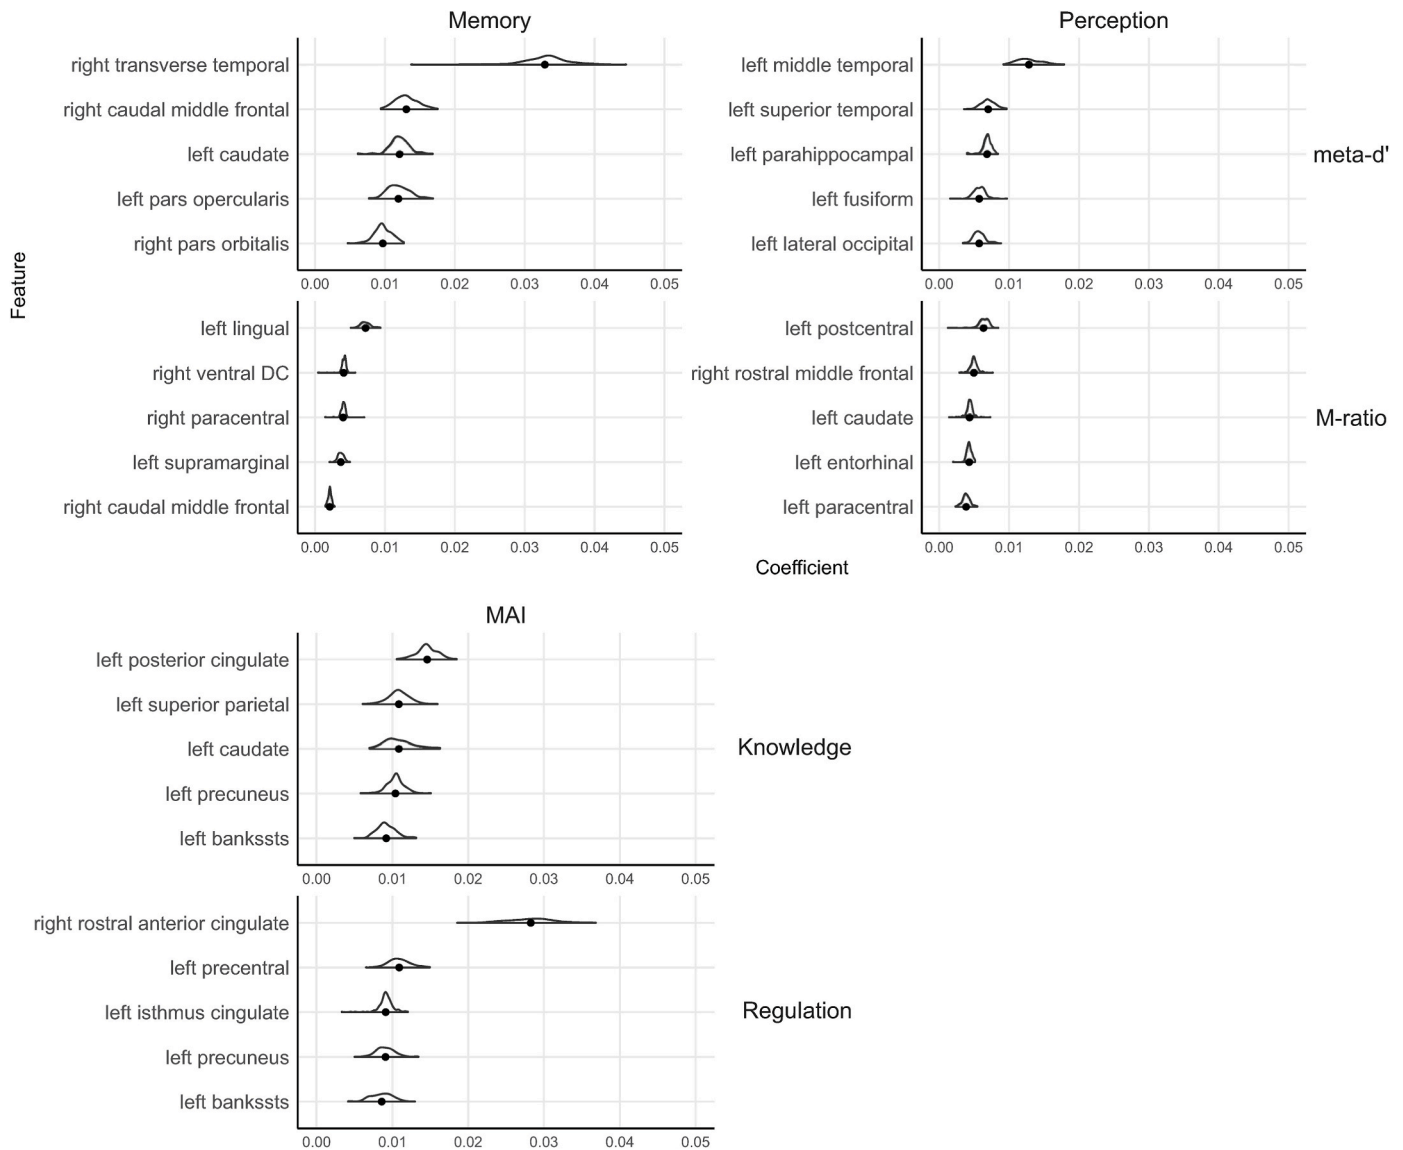 Memory
Perception
right transverse temporal
right caudal middle frontal
left caudate
left pars opercularis
right pars orbitalis
0.00 0.01 0.02 0.03 0.04 0.05
left middle temporal
left superior temporal
left parahippocampal
left fusiform
left lateral occipital
0.00 0.01 0.02 0.03 0.04 0.05
meta-d'
Feature
left lingual
right ventral DC
right paracentral
left supramarginal
right caudal middle frontal
0.00 0.01 0.02 0.03 0.04 0.05
left postcentral
right rostral middle frontal
left caudate
left entorhinal
left paracentral
0.00 0.01 0.02 0.03 0.04 0.05
M-ratio
Coefficient
MAI
left posterior cingulate
left superior parietal
left caudate
left precuneus
left bankssts
0.00 0.01 0.02 0.03 0.04 0.05
Knowledge
right rostral anterior cingulate
left precentral
left isthmus cingulate
left precuneus
left bankssts
0.00 0.01 0.02 0.03 0.04 0.05
Regulation